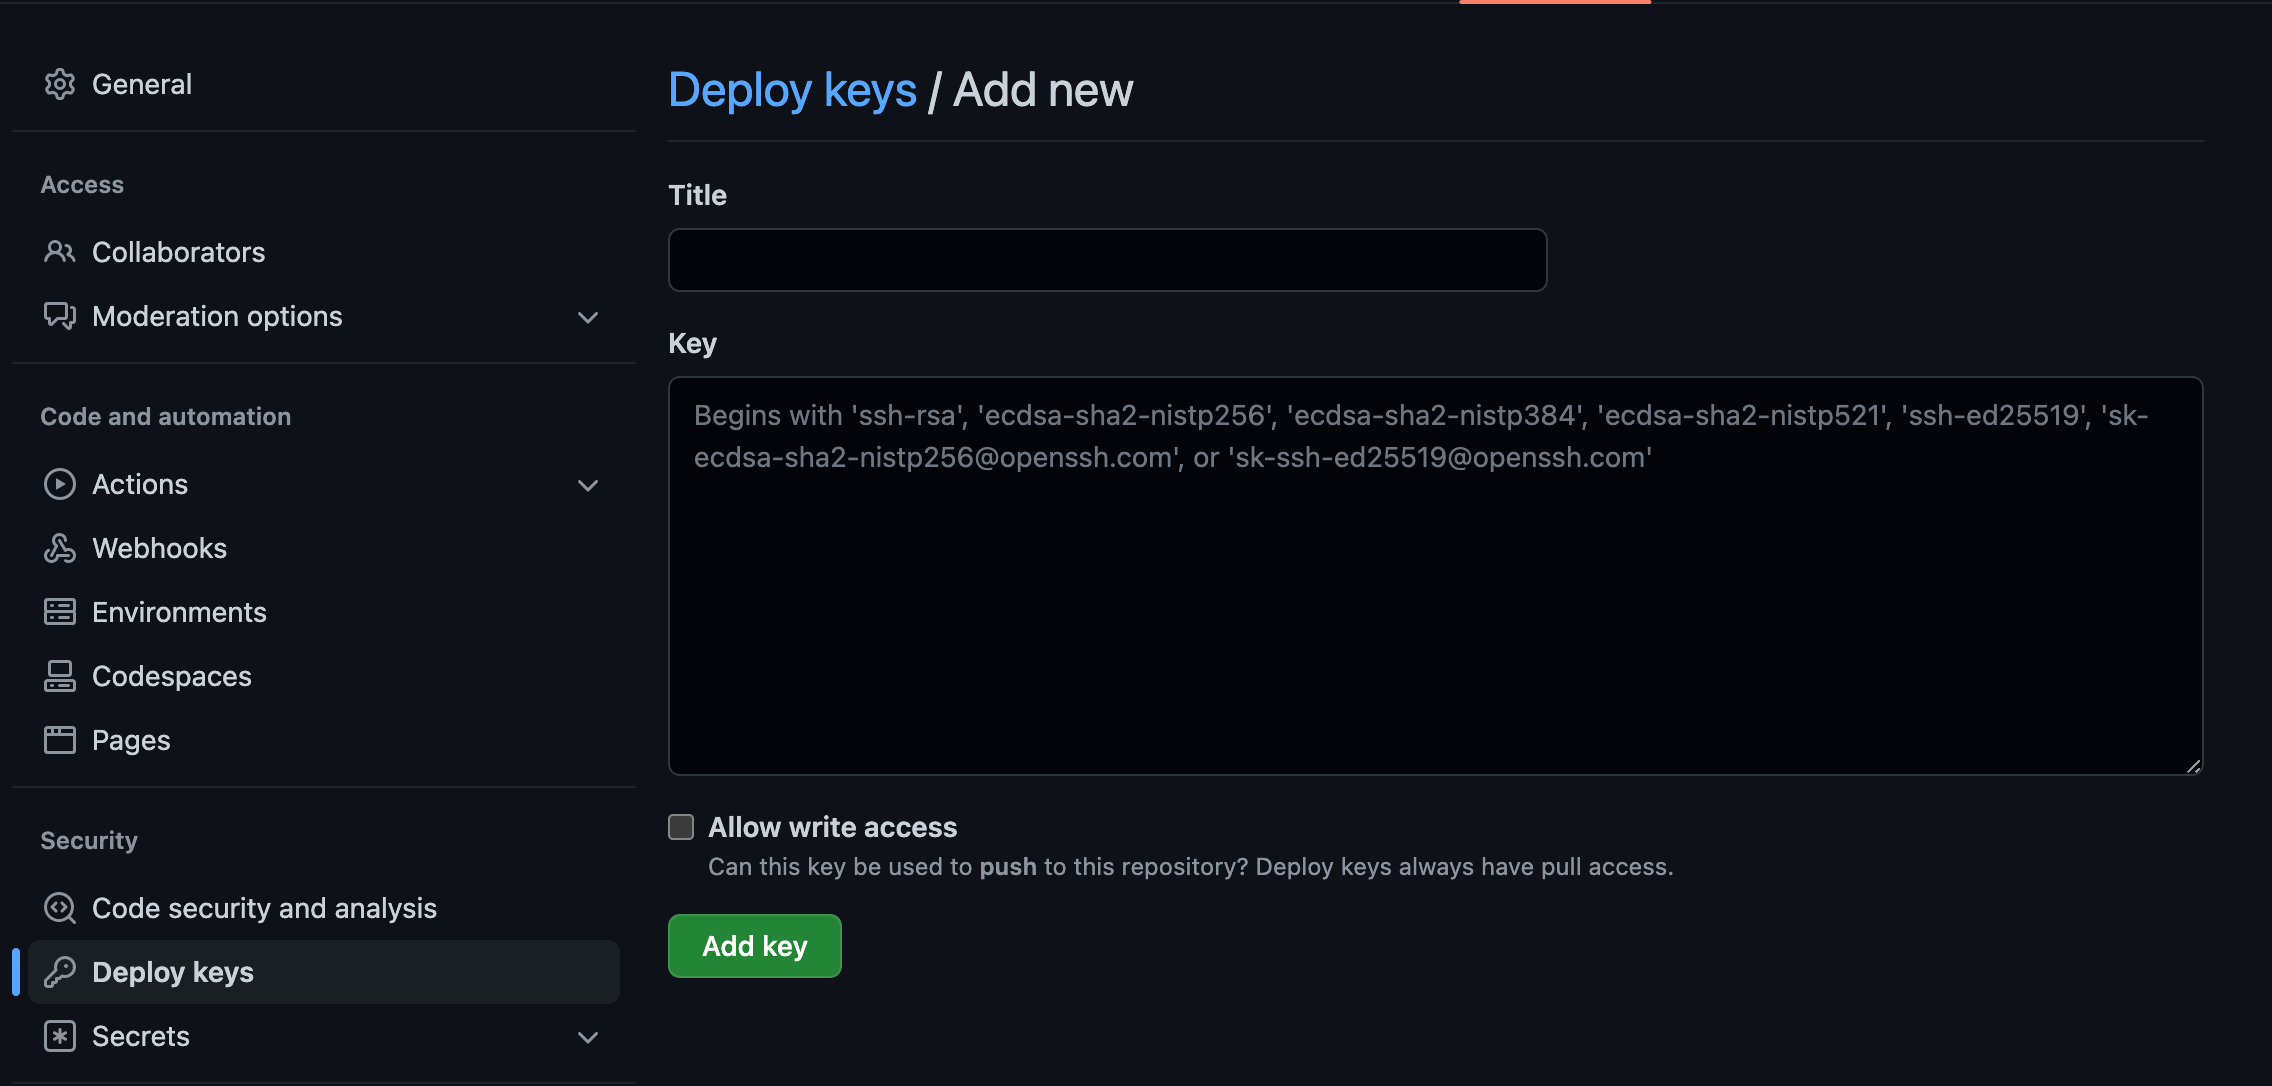 General
Access
Collaborators
Moderation options
Code and automation
Actions
Webhooks
Environments
Codespaces
Pages
Security
Code security and analysis
Deploy keys
Secrets
Deploy keys / Add new
Title
Key
Begins with 'ssh-rsa', 'ecdsa-sha2-nistp256', 'ecdsa-sha2-nistp384', 'ecdsa-sha2-nistp521', 'ssh-ed25519', 'sk-
ecdsa-sha2-nistp256@openssh.com', or 'sk-ssh-ed25519@openssh.com'
Allow write access
Can this key be used to push to this repository? Deploy keys always have pull access.
Add key